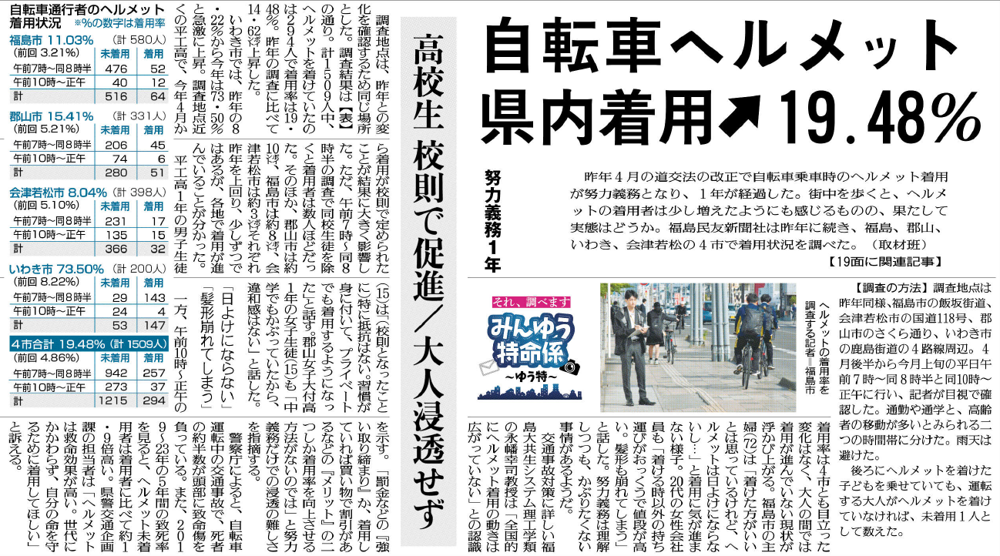 自転車ヘルメット
県内着用➚19.48%
努力義務1年
昨年4月の道交法の改正で自転車乗車時のヘルメット着用
が努力義務となり、1年が経過した。街中を歩くと、ヘルメ
ットの着用者は少し増えたようにも感じるものの、果たして
実態はどうか。福島民友新聞社は昨年に続き、福島、郡山、
いわき、会津若松の4市で着用状況を調べた。（取材班）
【19面に関連記事】
高校生 校則で促進／大人浸透せず
調査地点は、昨年との変
化を確認するため同じ場所
とした。調査結果は【表】
の通り。計1509人中、
ヘルメットを着けていたの
は294人で着用率は19・
48％。昨年の調査に比べて
14・62㌽上昇した。
いわき市では、昨年の8
・22％から今年は73・50％
と急激に上昇。調査地点近
くの平工高で、今年4月か
ら着用が校則で定められた
ことが結果に大きく影響し
た。ただ、午前7時～同8
時半の調査で同校生徒を除
くと着用者は数人ほどだっ
た。そのほか、郡山市は約
10㌽、福島市は約8㌽、会
津若松市は約3㌽それぞれ
昨年を上回り、少しずつで
はあるが、各地で着用が進
んでいることが分かった。
平工高1年の男子生徒
(15)は「（校則となったこと
に）特に抵抗はない。習慣が
身に付いて、プライベート
でも着用するようになっ
た」と話す。郡山女子大付高
1年の女子生徒(15)も「中
学でもかぶっていたから、
違和感はない」と話した。
「日よけにならない」
「髪形崩れてしまう」
一方、午前10時～正午の
着用率は4市とも目立った
変化はなく、大人の間では
着用が進んでいない現状が
浮かび上がる。福島市の主
婦(72)は「着けた方がいい
とは思っているけれど、ヘ
ルメットは日よけにならな
いし…」と着用に気が進ま
ない様子。20代の女性会社
員も「着ける時以外の持ち
運びがおっくうで値段が高
い。髪形も崩れてしまう」
と話した。努力義務は理解
しつつも、かぶりたくない
事情があるようだ。
交通事故対策に詳しい福
島大共生システム理工学類
の永幡幸司教授は「全国的
にヘルメット着用の動きは
広がっていない」との認識
を示す。「罰金などの『強
い取り締まり』か、着用し
ていれば買い物で割引があ
るなどの『メリット』の二
つしか着用率を向上させる
方法がないのでは」と努力
義務だけでの浸透の難しさ
を指摘する。
警察庁によると、自転車
運転中の交通事故で、死者
の約半数が頭部に致命傷を
負っている。また、201
9～23年の5年間の致死率
を見ると、ヘルメット未着
用者は着用者に比べて約1
・9倍高い。県警交通企画
課の担当者は「ヘルメット
は救命効果が高い。世代に
かかわらず、自分の命を守
るために着用してほしい」
と訴える。
自転車通行者のヘルメット
着用状況 ※％の数字は着用率
福島市 11.03% （計 580人）
（前回 3.21%） 未着用 着用
午前7時～同8時半 476 52
午前10時～正午 40 12
計 516 64
郡山市 15.41% （計 331人）
（前回 5.21%） 未着用 着用
午前7時～同8時半 206 45
午前10時～正午 74 6
計 280 51
会津若松市 8.04%（計 398人）
（前回 5.10%） 未着用 着用
午前7時～同8時半 231 17
午前10時～正午 135 15
計 366 32
いわき市 73.50% （計 200人）
（前回 8.22%） 未着用 着用
午前7時～同8時半 29 143
午前10時～正午 24 4
計 53 147
4市合計 19.48%（計 1509人）
（前回 4.86%） 未着用 着用
午前7時～同8時半 942 257
午前10時～正午 273 37
計 1215 294
それ、調べます
みんゆう
特命係
～ゆう特～
ヘルメットの着用率を
調査する記者＝福島市
【調査の方法】調査地点は
昨年同様、福島市の飯坂街道、
会津若松市の国道118号、郡
山市のさくら通り、いわき市
の鹿島街道の4路線周辺。4
月後半から今月上旬の平日午
前7時～同8時半と同10時～
正午に行い、記者が目視で確
認した。通勤や通学と、高齢
者の移動が多いとみられる二
つの時間帯に分けた。雨天は
避けた。
後ろにヘルメットを着けた
子どもを乗せていても、運転
する大人がヘルメットを着け
ていなければ、未着用1人と
して数えた。